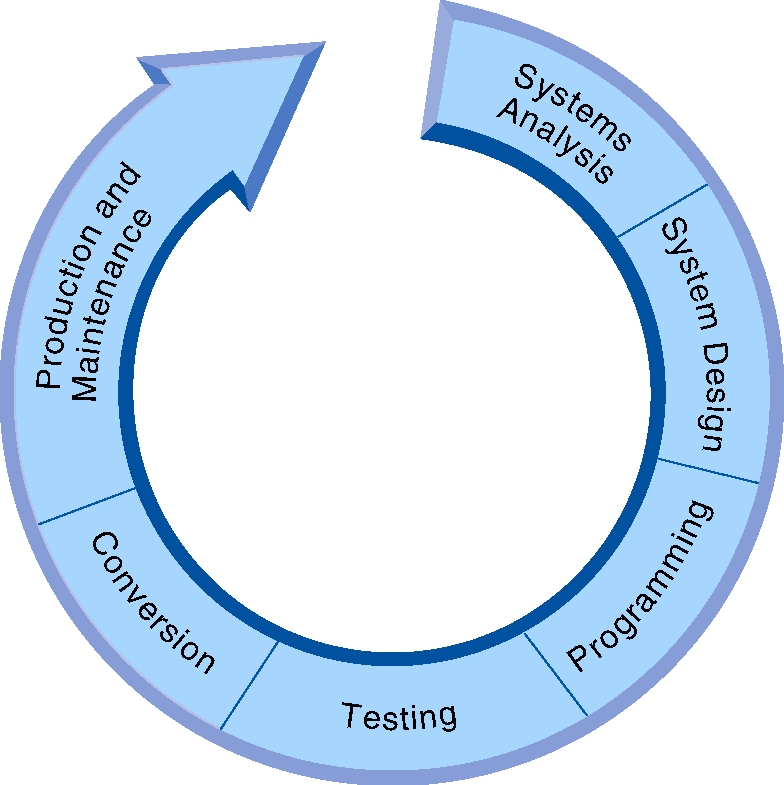 Systems
Analysis
System Design
Programming
Testing
Conversion
Production and
Maintenance